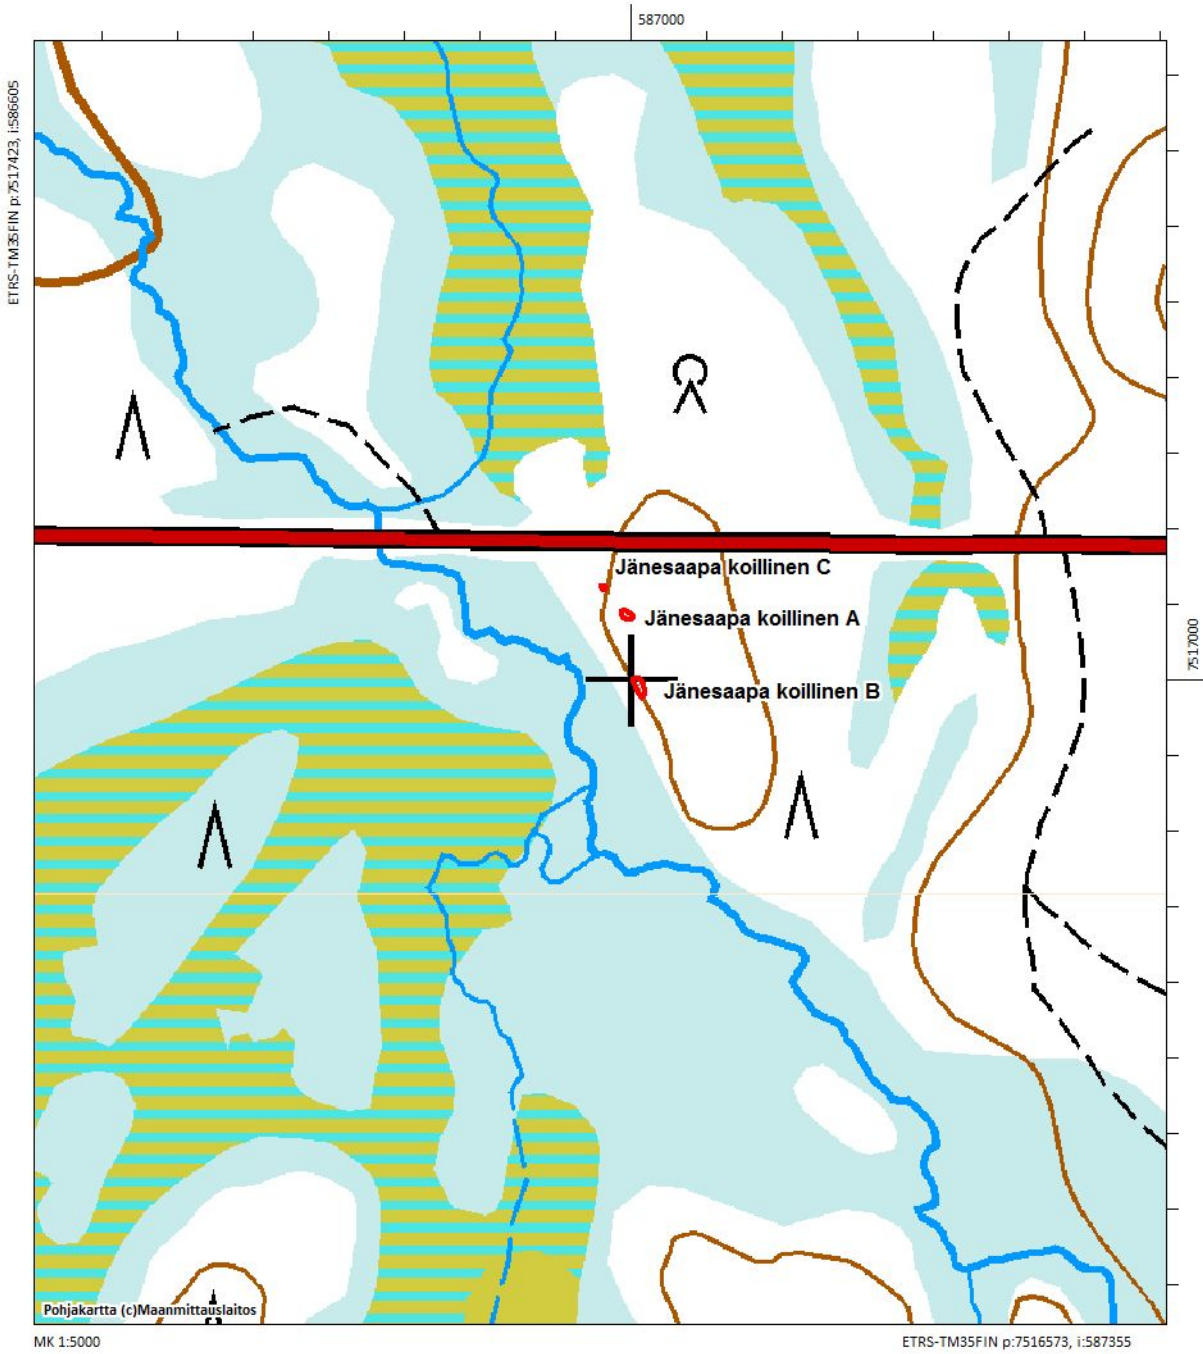 587000
ETRS-TM35FIN p:7517423, i:586605
Jänesaapa koillinen C
Jänesaapa koillinen A
7517000
Jänesaapa koillinen B
Pohjakartta (c)Maanmittauslaitos
MK 1:5000
ETRS-TM35FIN p:7516573, i:587355